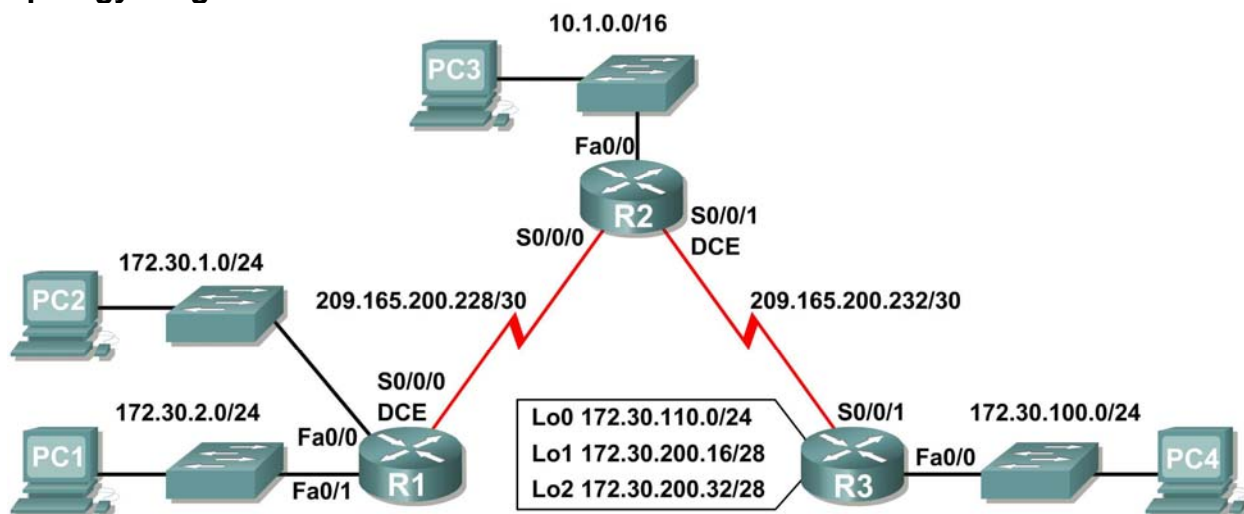 10.1.0.0/16
PC3
Fa0/0
R2
S0/0/1
DCE
S0/0/0
172.30.1.0/24
PC2
209.165.200.228/30
209.165.200.232/30
S0/0/0
DCE
172.30.2.0/24
Fa0/0
PC1
Fa0/1
R1
Lo0 172.30.110.0/24
Lo1 172.30.200.16/28
Lo2 172.30.200.32/28
S0/0/1
172.30.100.0/24
Fa0/0
R3
PC4